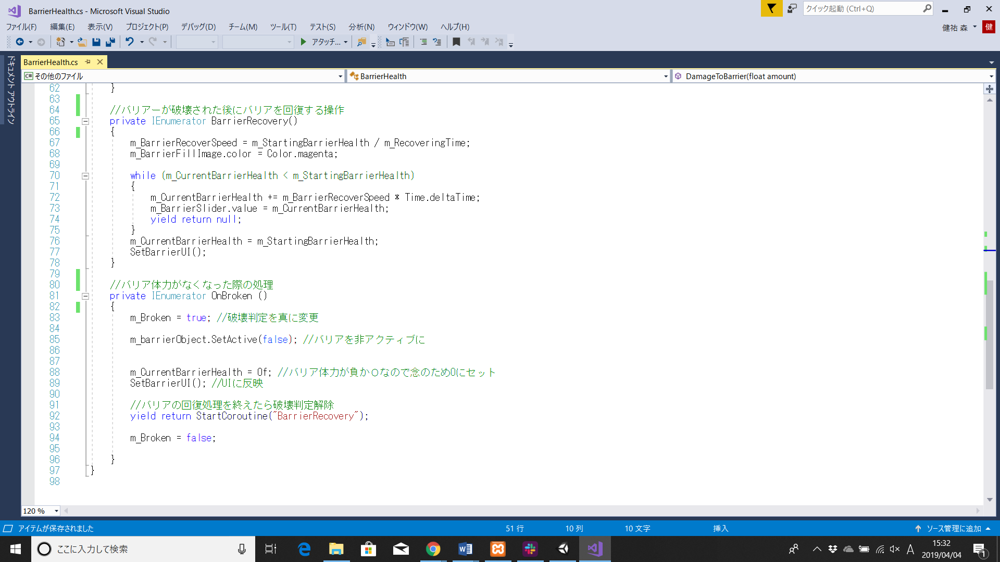 BarrierHealth.cs - Microsoft Visual Studio
クイック起動 (Ctrl+Q)
ファイル(F) 編集(E) 表示(V) プロジェクト(P) デバッグ(D) チーム(M) ツール(T) テスト(S) 分析(N) ウィンドウ(W) ヘルプ(H)
健祐 森 健
アタッチ...
ドキュメント アウトライン
BarrierHealth.cs
C# その他のファイル BarrierHealth DamageToBarrier(float amount)
62 }
63
64 //バリアーが破壊された後にバリアを回復する操作
65 private IEnumerator BarrierRecovery()
66 {
67 m_BarrierRecoverSpeed = m_StartingBarrierHealth / m_RecoveringTime;
68 m_BarrierFillImage.color = Color.magenta;
69
70 while (m_CurrentBarrierHealth < m_StartingBarrierHealth)
71 {
72 m_CurrentBarrierHealth += m_BarrierRecoverSpeed * Time.deltaTime;
73 m_BarrierSlider.value = m_CurrentBarrierHealth;
74 yield return null;
75 }
76 m_CurrentBarrierHealth = m_StartingBarrierHealth;
77 SetBarrierUI();
78 }
79
80 //バリア体力がなくなった際の処理
81 private IEnumerator OnBroken ()
82 {
83 m_Broken = true; //破壊判定を真に変更
84
85 m_barrierObject.SetActive(false); //バリアを非アクティブに
86
87
88 m_CurrentBarrierHealth = 0f; //バリア体力が負か０なので念のため0にセット
89 SetBarrierUI(); //UIに反映
90
91 //バリアの回復処理を終えたら破壊判定解除
92 yield return StartCoroutine("BarrierRecovery");
93
94 m_Broken = false;
95
96 }
97 }
98
120 %
アイテムが保存されました 51 行 10 列 10 文字 挿入 ソース管理に追加
ここに入力して検索
A 15:32
2019/04/04
1